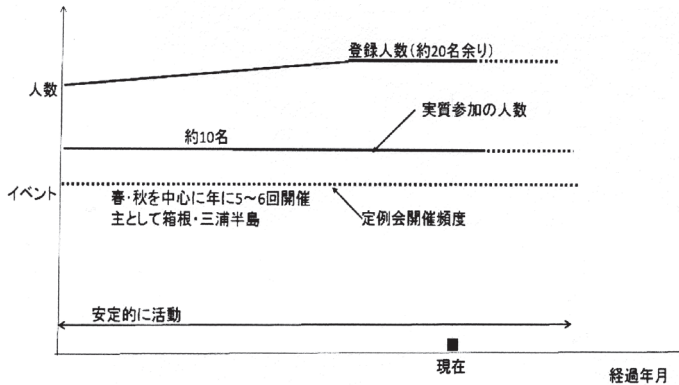 登録人数(約20名余り)
人数
実質参加の人数
約10名
イベント
春・秋を中心に年に5~6回開催
主として箱根・三浦半島
定例会開催頻度
安定的に活動
現在
経過年月